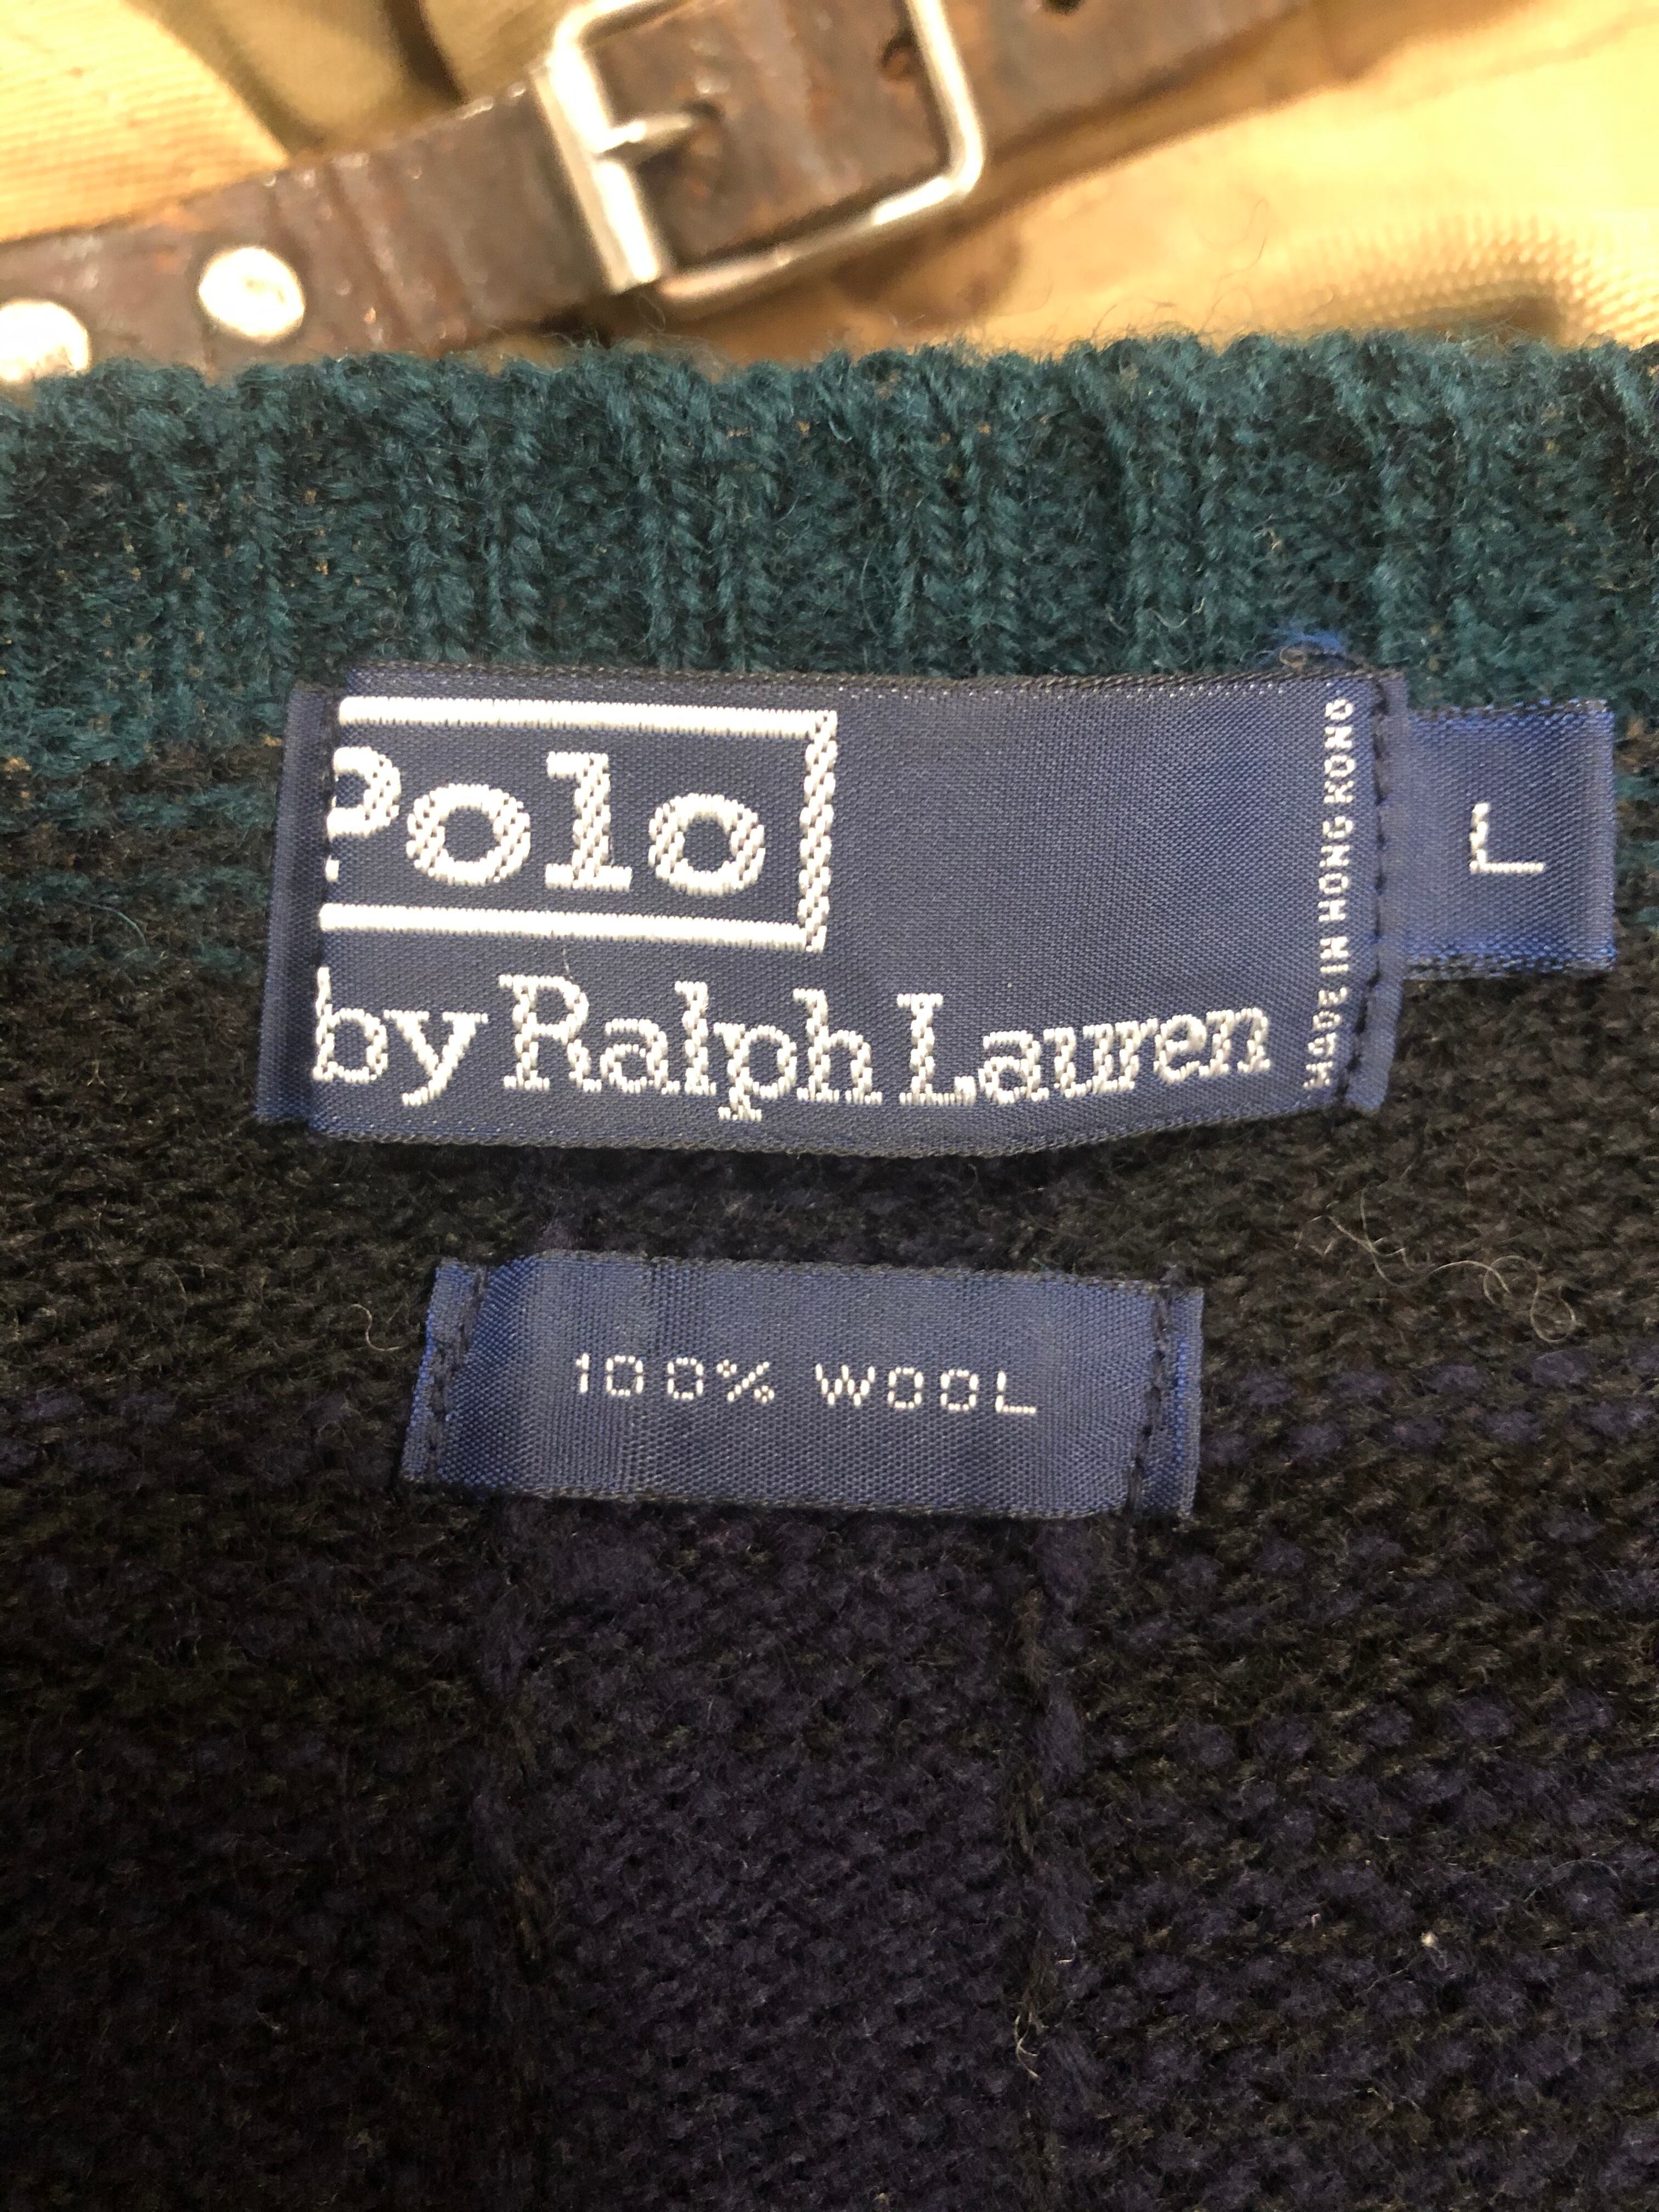 Polo
by Ralph Lauren
MADE IN HONG KONG
L
100% WOOL